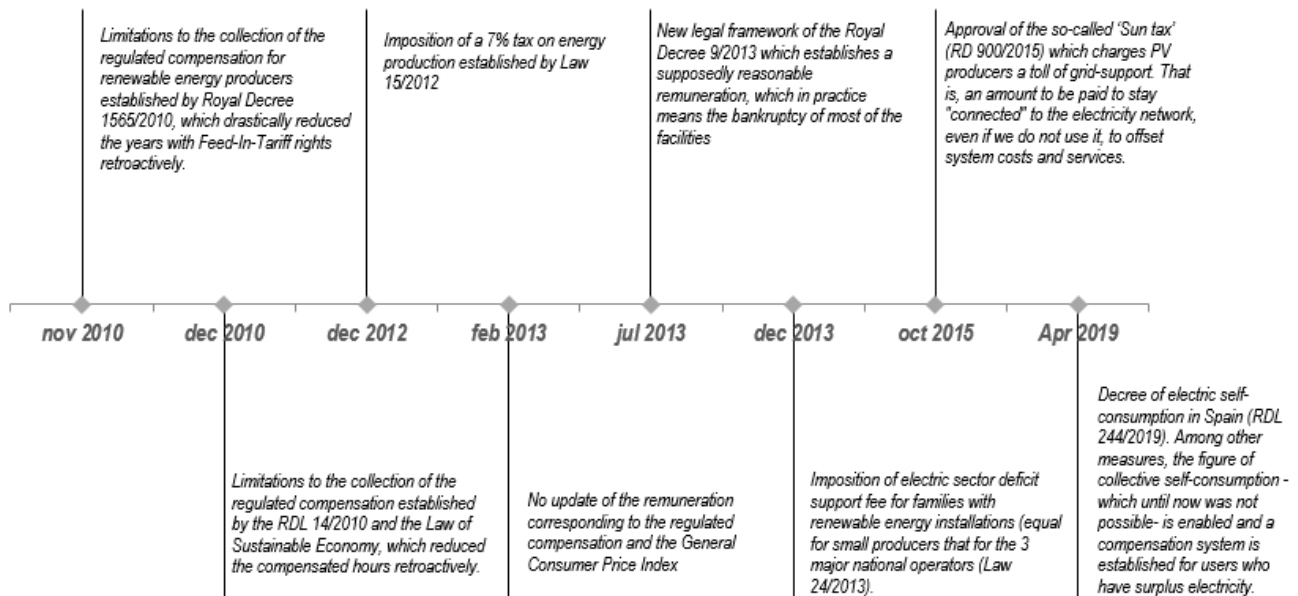 Limitations to the collection of the
regulated compensation for
renewable energy producers
established by Royal Decree
1565/2010, which drastically reduced
the years with Feed-In-Tariff rights
retroactively.
Imposition of a 7% tax on energy
production established by Law
15/2012
New legal framework of the Royal
Decree 9/2013 which establishes a
supposedly reasonable
remuneration, which in practice
means the bankruptcy of most of the
facilities
Approval of the so-called ‘Sun tax’
(RD 900/2015) which charges PV
producers a toll of grid-support. That
is, an amount to be paid to stay
"connected" to the electricity network,
even if we do not use it, to offset
system costs and services.
nov 2010
dec 2010
dec 2012
feb 2013
jul 2013
dec 2013
oct 2015
Apr 2019
Limitations to the collection of the
regulated compensation established
by the RDL 14/2010 and the Law of
Sustainable Economy, which reduced
the compensated hours retroactively.
No update of the remuneration
corresponding to the regulated
compensation and the General
Consumer Price Index
Imposition of electric sector deficit
support fee for families with
renewable energy installations (equal
for small producers that for the 3
major national operators (Law
24/2013).
Decree of electric self-
consumption in Spain (RDL
244/2019). Among other
measures, the figure of
collective self-consumption -
which until now was not
possible- is enabled and a
compensation system is
established for users who
have surplus electricity.